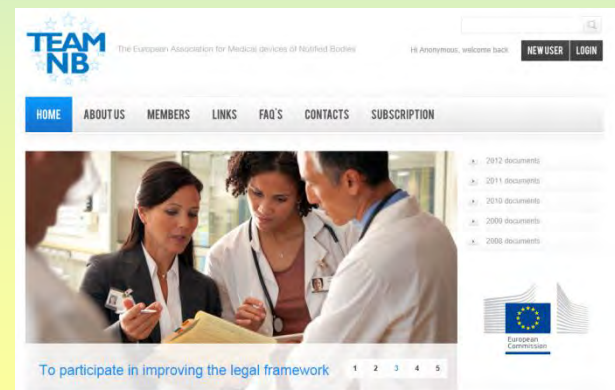 TEAM
NB
The European Association for Medical devices of Notified Bodies
Hi Anonymous, welcome back
NEW USER
LOGIN
HOME
ABOUT US
MEMBERS
LINKS
FAQ'S
CONTACTS
SUBSCRIPTION
2012 documents
2011 documents
2010 documents
2009 documents
2008 documents
European
Commission
To participate in improving the legal framework
1 2 3 4 5